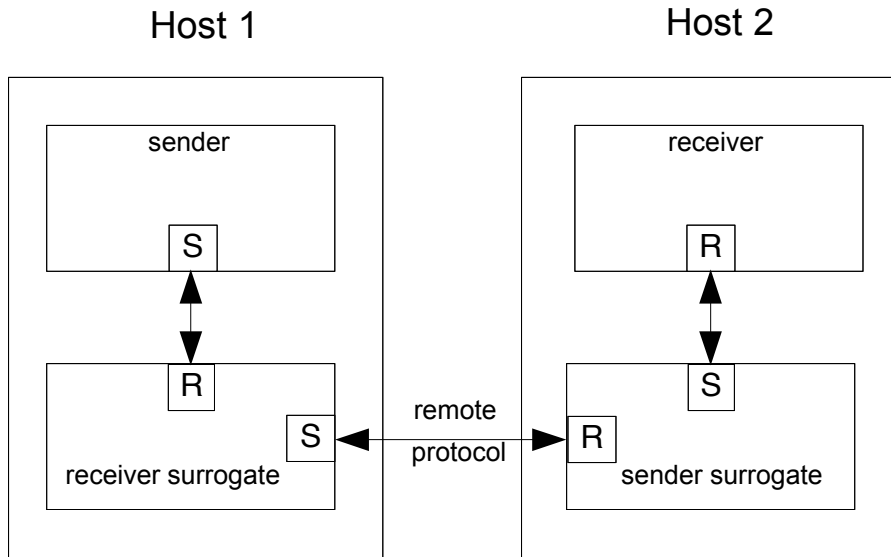 Host 1
Host 2
sender
S
receiver
R
R
S
receiver surrogate
S
remote
protocol
R
sender surrogate